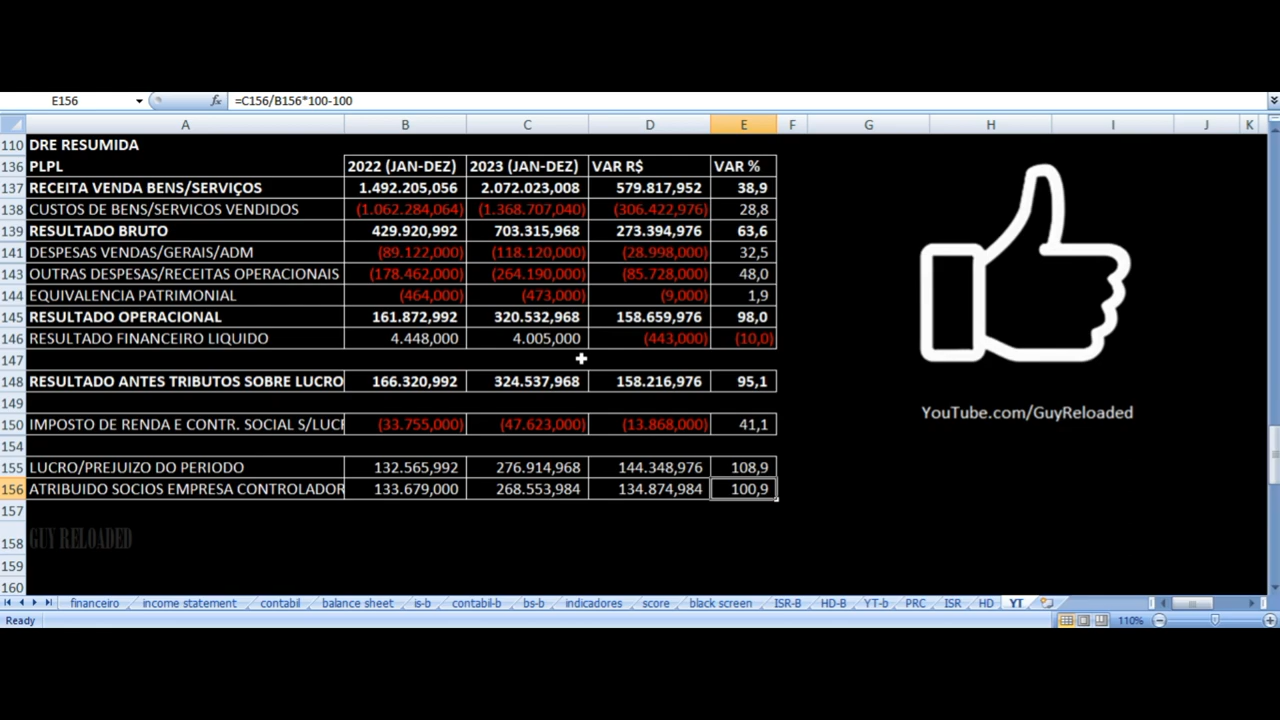 E156 fx =C156/B156*100-100
A B C D E F G H I J K
110 DRE RESUMIDA
136 PLPL 2022 (JAN-DEZ) 2023 (JAN-DEZ) VAR R$ VAR %
137 RECEITA VENDA BENS/SERVIÇOS 1.492.205,056 2.072.023,008 579.817,952 38,9
138 CUSTOS DE BENS/SERVICOS VENDIDOS (1.062.284,064) (1.368.707,040) (306.422,976) 28,8
139 RESULTADO BRUTO 429.920,992 703.315,968 273.394,976 63,6
141 DESPESAS VENDAS/GERAIS/ADM (89.122,000) (118.120,000) (28.998,000) 32,5
143 OUTRAS DESPESAS/RECEITAS OPERACIONAIS (178.462,000) (264.190,000) (85.728,000) 48,0
144 EQUIVALENCIA PATRIMONIAL (464,000) (473,000) (9,000) 1,9
145 RESULTADO OPERACIONAL 161.872,992 320.532,968 158.659,976 98,0
146 RESULTADO FINANCEIRO LIQUIDO 4.448,000 4.005,000 (443,000) (10,0)
147
148 RESULTADO ANTES TRIBUTOS SOBRE LUCRO 166.320,992 324.537,968 158.216,976 95,1
149
150 IMPOSTO DE RENDA E CONTR. SOCIAL S/LUCR (33.755,000) (47.623,000) (13.868,000) 41,1
154
155 LUCRO/PREJUIZO DO PERIODO 132.565,992 276.914,968 144.348,976 108,9
156 ATRIBUIDO SOCIOS EMPRESA CONTROLADOR 133.679,000 268.553,984 134.874,984 100,9
157
158 GUY RELOADED
159
160
YouTube.com/GuyReloaded
financeiro income statement contabil balance sheet is-b contabil-b bs-b indicadores score black screen ISR-B HD-B YT-b PRC ISR HD YT
Ready 110%